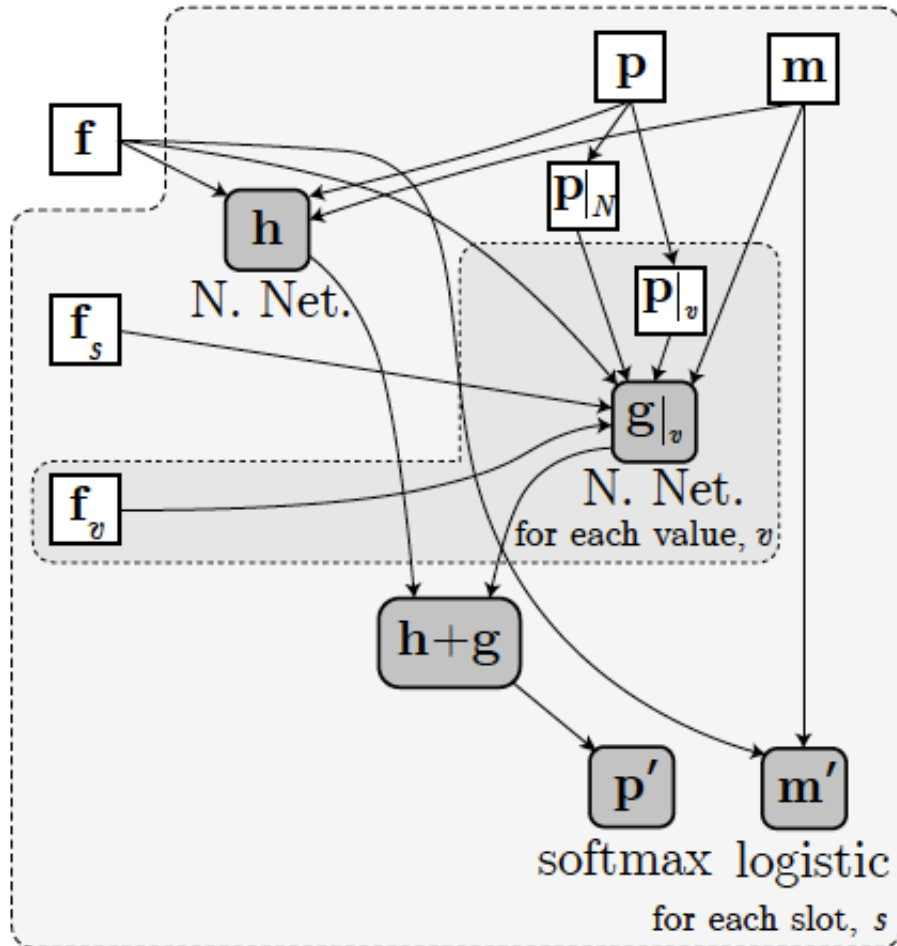 p
m
f
p|N
h
N. Net.
p|v
fs
g|v
N. Net.
fv
for each value, v
h+g
p′
m′
softmax
logistic
for each slot, s